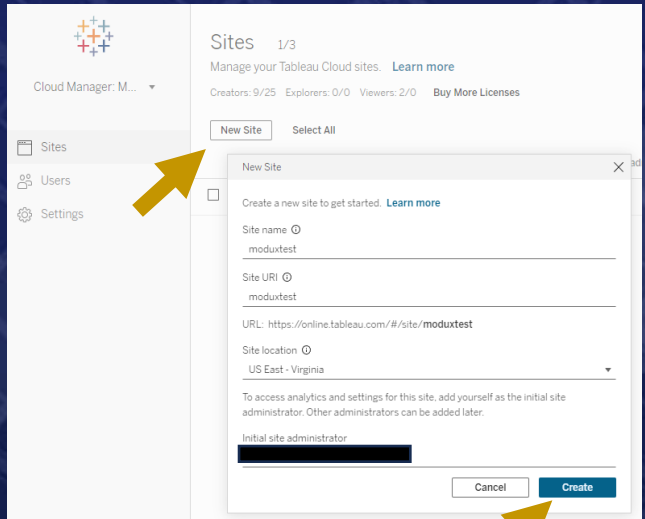 Cloud Manager: M...
Sites
Users
Settings
Sites 1/3
Manage your Tableau Cloud sites. Learn more
Creators: 9/25 Explorers: 0/0 Viewers: 2/0 Buy More Licenses
New Site Select All
ad
New Site
Create a new site to get started. Learn more
Site name
moduxtest
Site URI
moduxtest
URL: https://online.tableau.com/#/site/moduxtest
Site location
US East - Virginia
To access analytics and settings for this site, add yourself as the initial site
administrator. Other administrators can be added later.
Initial site administrator
Cancel Create